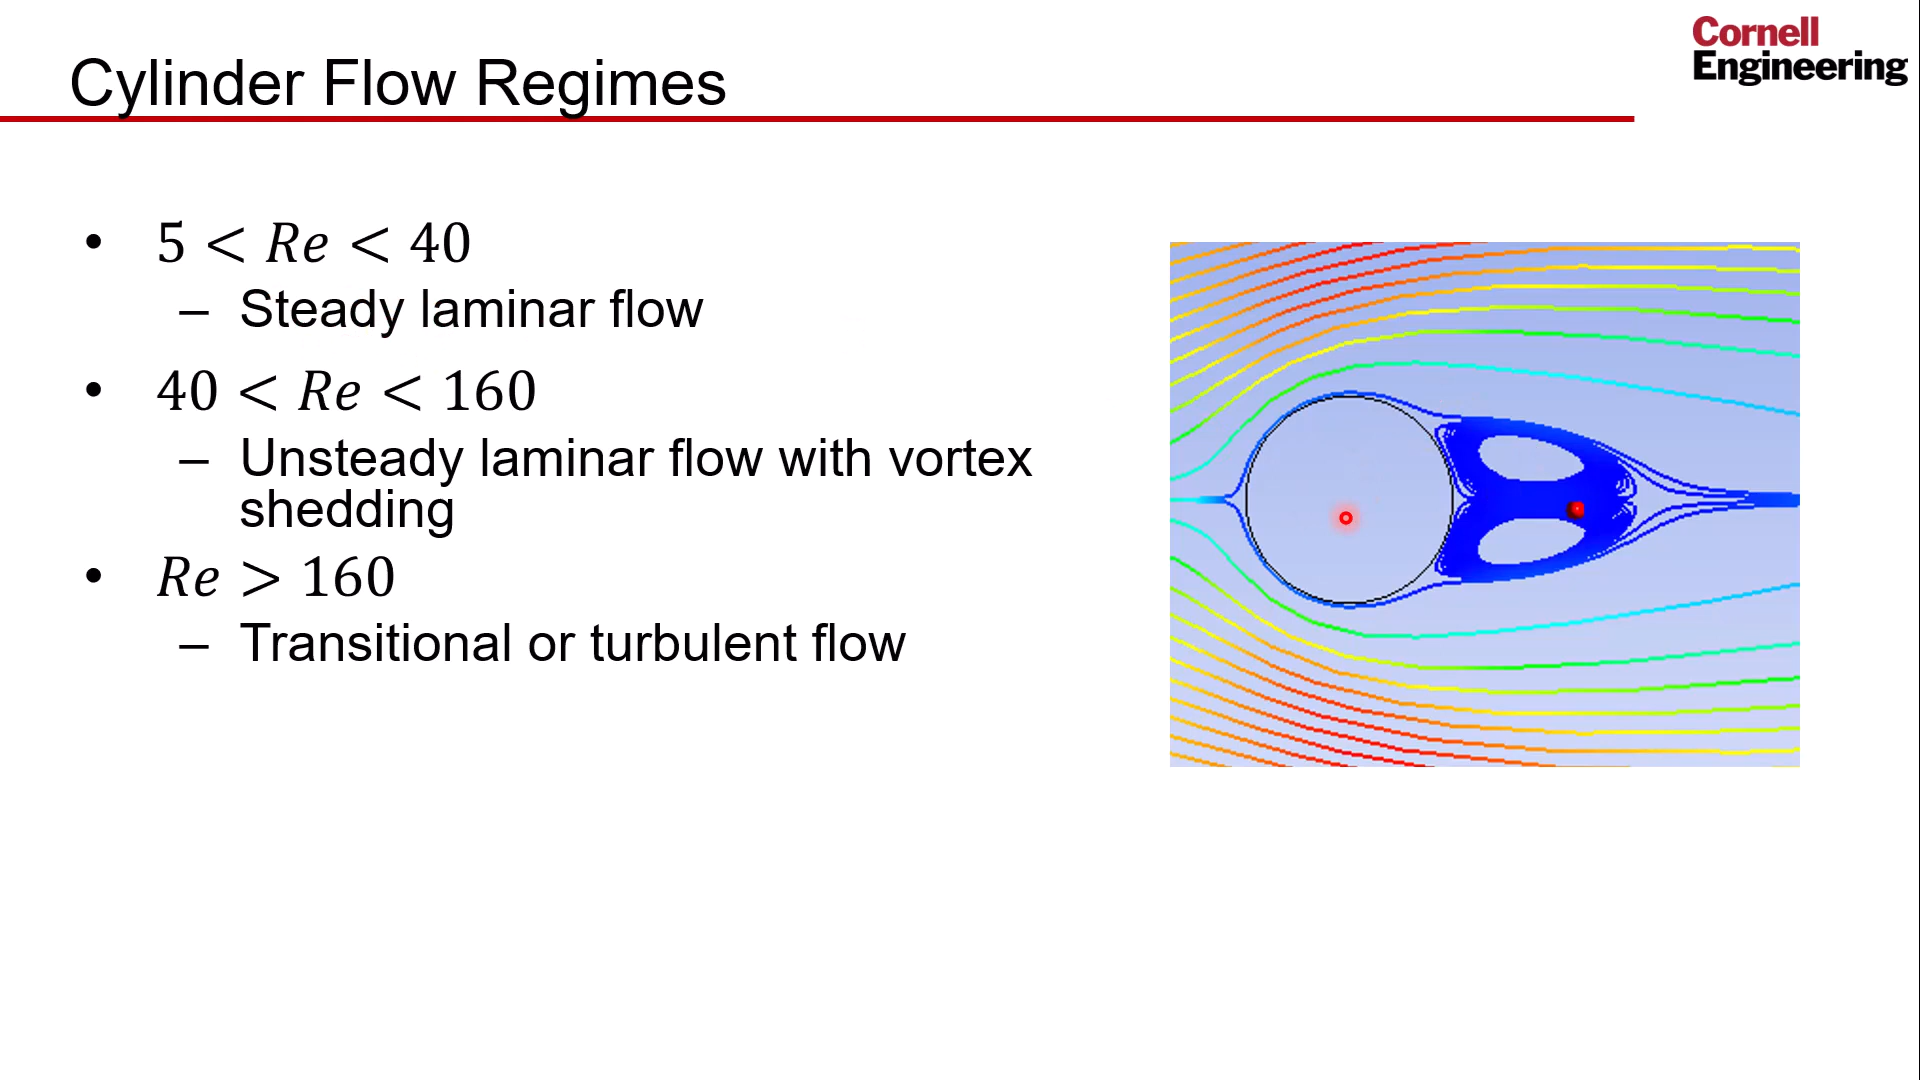 Cornell
Engineering
Cylinder Flow Regimes
• 5 < Re < 40
– Steady laminar flow
• 40 < Re < 160
– Unsteady laminar flow with vortex
shedding
• Re > 160
– Transitional or turbulent flow